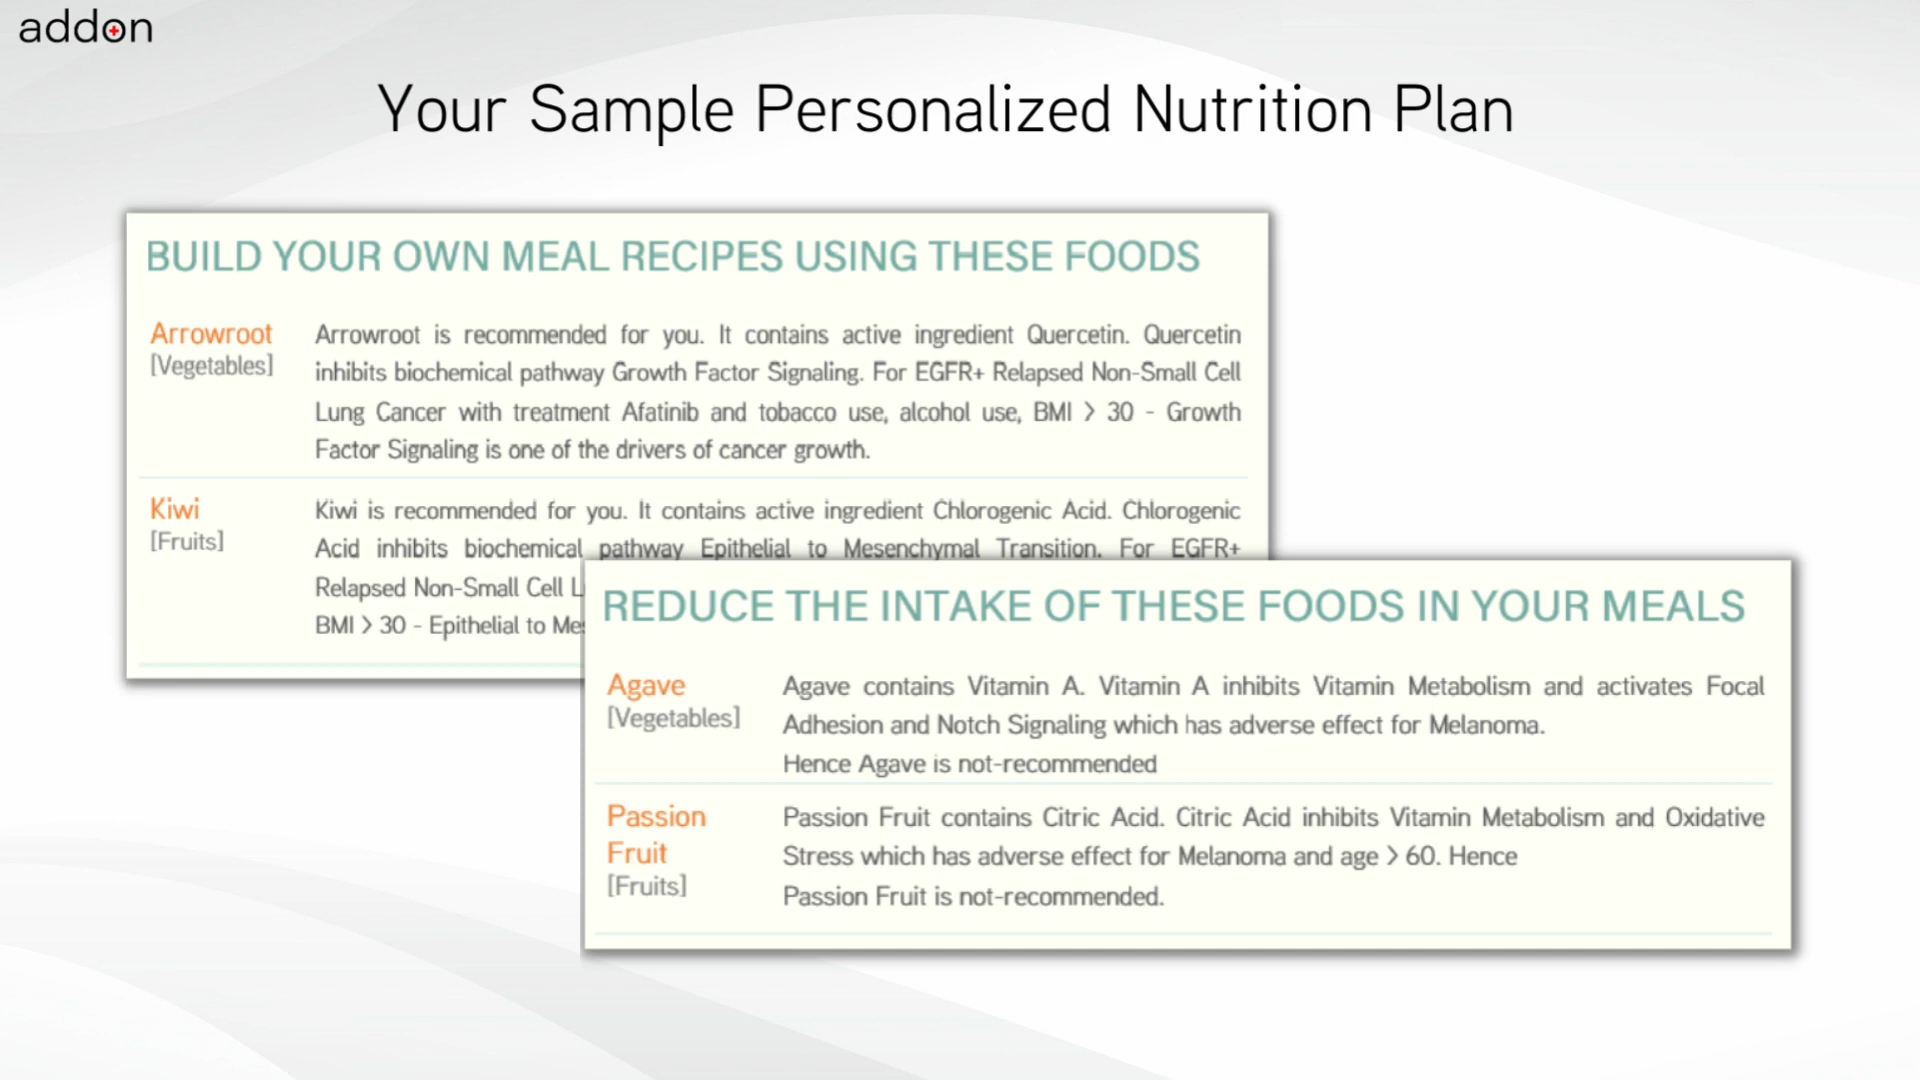 addon
Your Sample Personalized Nutrition Plan
BUILD YOUR OWN MEAL RECIPES USING THESE FOODS
Arrowroot
[Vegetables]
Arrowroot is recommended for you. It contains active ingredient Quercetin. Quercetin
inhibits biochemical pathway Growth Factor Signaling. For EGFR+ Relapsed Non-Small Cell
Lung Cancer with treatment Afatinib and tobacco use, alcohol use, BMI > 30 - Growth
Factor Signaling is one of the drivers of cancer growth.
Kiwi
[Fruits]
Kiwi is recommended for you. It contains active ingredient Chlorogenic Acid. Chlorogenic
Acid inhibits biochemical pathway Epithelial to Mesenchymal Transition. For EGFR+
Relapsed Non-Small Cell L
BMI > 30 - Epithelial to Mes
REDUCE THE INTAKE OF THESE FOODS IN YOUR MEALS
Agave
[Vegetables]
Agave contains Vitamin A. Vitamin A inhibits Vitamin Metabolism and activates Focal
Adhesion and Notch Signaling which has adverse effect for Melanoma.
Hence Agave is not-recommended
Passion
Fruit
[Fruits]
Passion Fruit contains Citric Acid. Citric Acid inhibits Vitamin Metabolism and Oxidative
Stress which has adverse effect for Melanoma and age > 60. Hence
Passion Fruit is not-recommended.